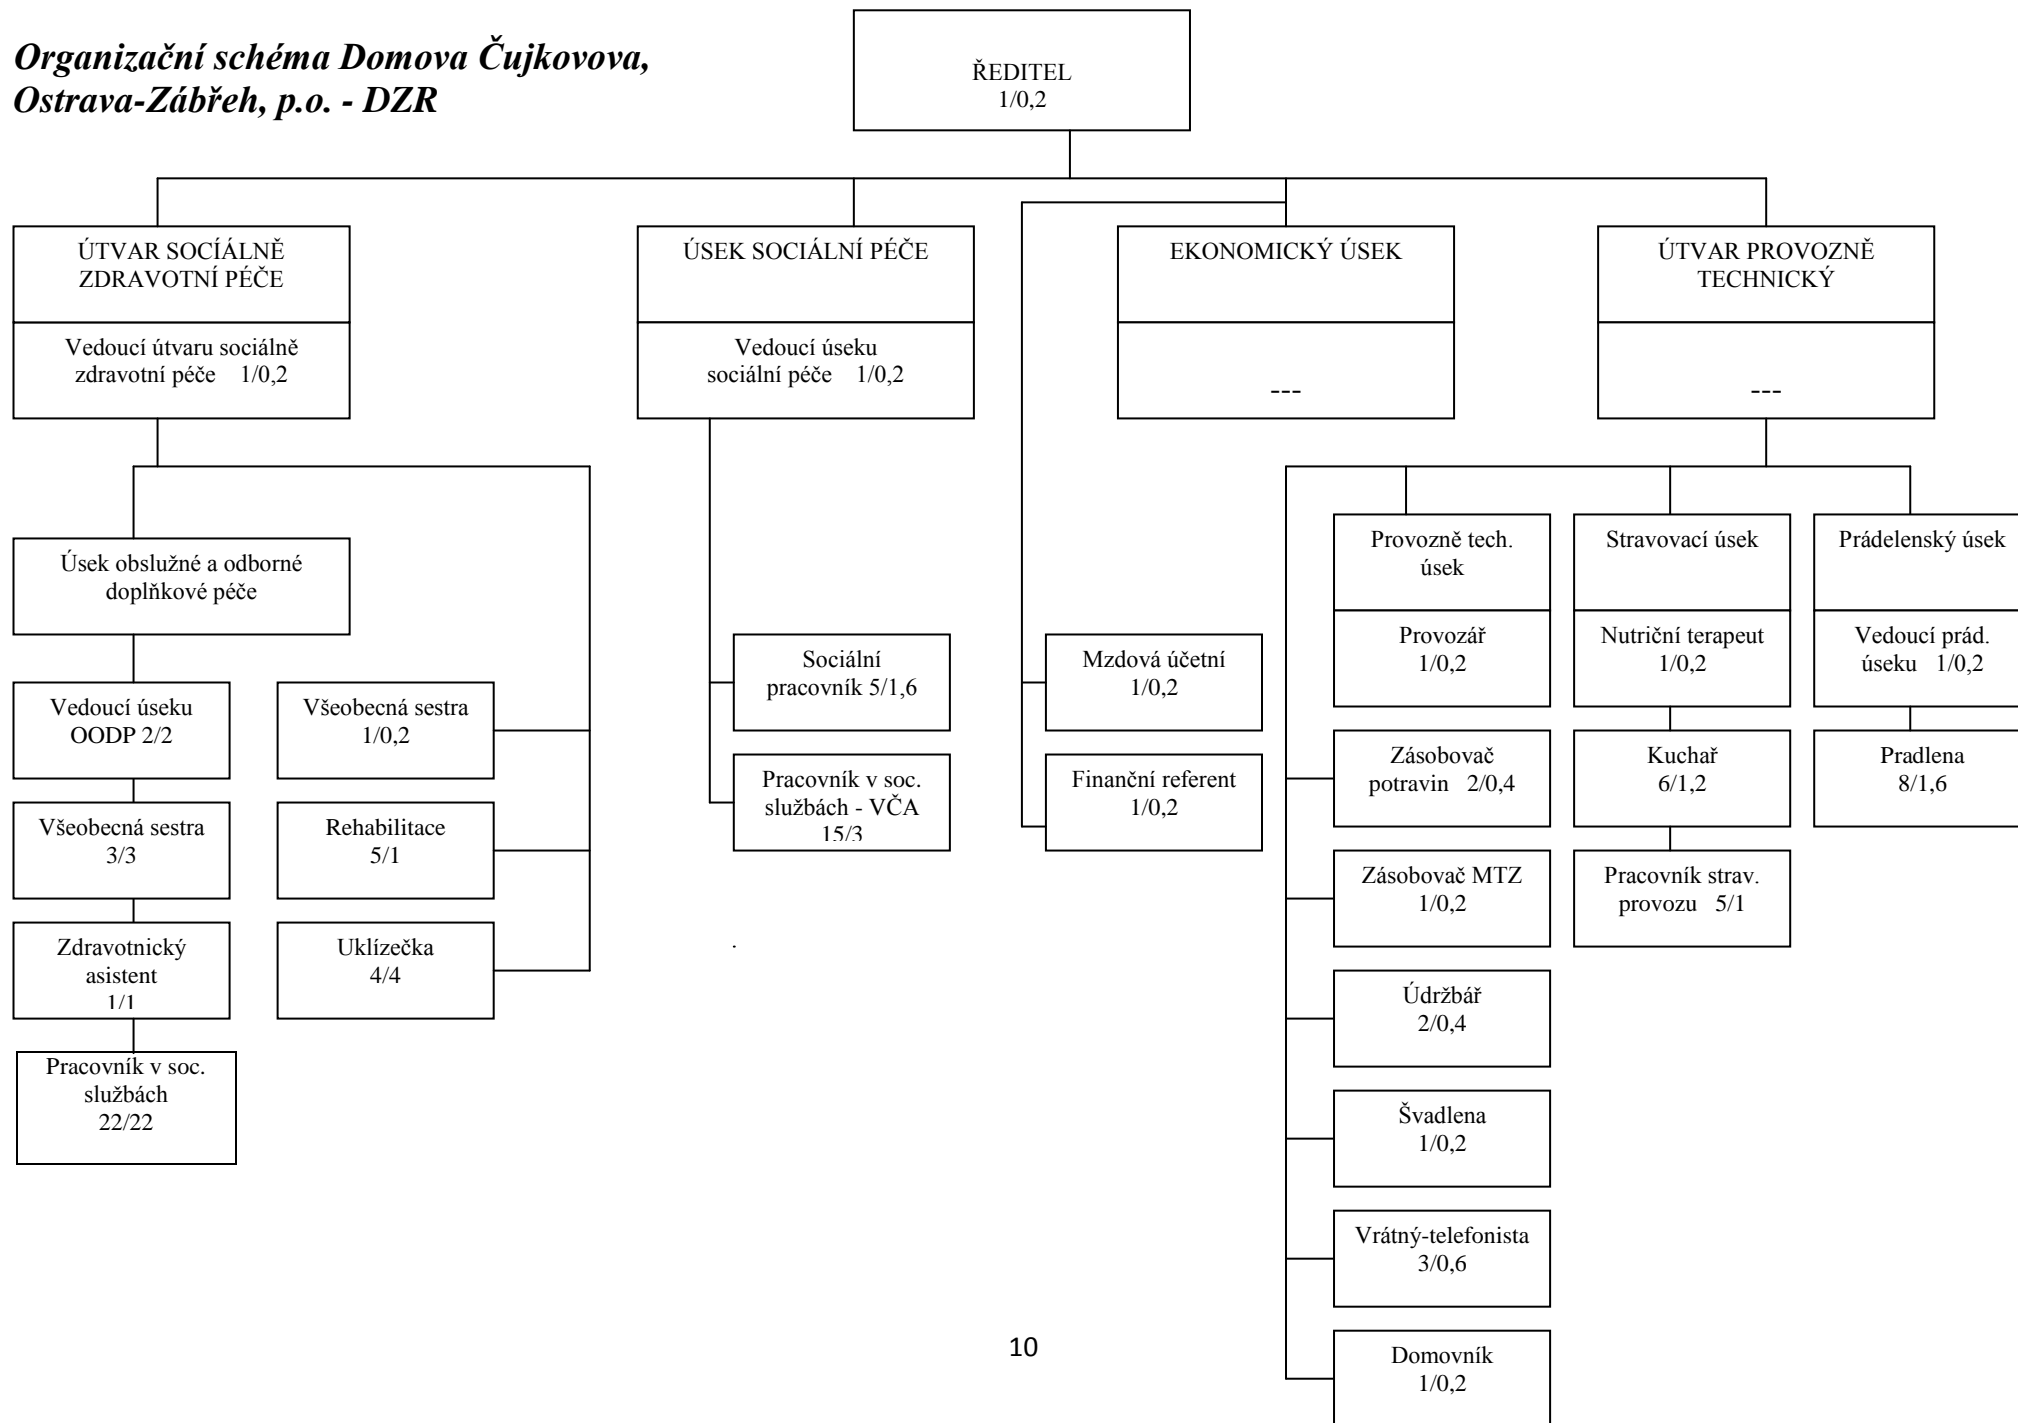 Organizační schéma Domova Čujkovova,
Ostrava-Zábřeh, p.o. - DZR
ŘEDITEL
1/0,2
ÚTVAR SOCÍÁLNĚ
ZDRAVOTNÍ PÉČE
Vedoucí útvaru sociálně
zdravotní péče 1/0,2
ÚSEK SOCIÁLNÍ PÉČE
Vedoucí úseku
sociální péče 1/0,2
EKONOMICKÝ ÚSEK
---
ÚTVAR PROVOZNĚ
TECHNICKÝ
---
Úsek obslužné a odborné
doplňkové péče
Vedoucí úseku
OODP 2/2
Všeobecná sestra
3/3
Zdravotnický
asistent
1/1
Pracovník v soc.
službách
22/22
Všeobecná sestra
1/0,2
Rehabilitace
5/1
Uklízečka
4/4
Sociální
pracovník 5/1,6
Pracovník v soc.
službách - VČA
15/3
.
Mzdová účetní
1/0,2
Finanční referent
1/0,2
Provozně tech.
úsek
Provozář
1/0,2
Zásobovač
potravin 2/0,4
Zásobovač MTZ
1/0,2
Údržbář
2/0,4
Švadlena
1/0,2
Vrátný-telefonista
3/0,6
Domovník
1/0,2
Stravovací úsek
Nutriční terapeut
1/0,2
Kuchař
6/1,2
Pracovník strav.
provozu 5/1
Prádelenský úsek
Vedoucí prád.
úseku 1/0,2
Pradlena
8/1,6
10